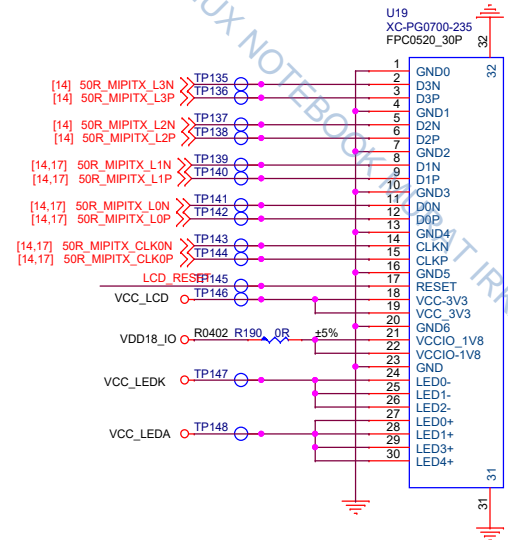 U19
XC-PG0700-235
FPC0520_30P
32
32
1 GND0
[14] 50R_MIPITX_L3N TP135 2 D3N
[14] 50R_MIPITX_L3P TP136 3 D3P
4 GND1
[14] 50R_MIPITX_L2N TP137 5 D2N
[14] 50R_MIPITX_L2P TP138 6 D2P
7 GND2
[14,17] 50R_MIPITX_L1N TP139 8 D1N
[14,17] 50R_MIPITX_L1P TP140 9 D1P
10 GND3
[14,17] 50R_MIPITX_L0N TP141 11 D0N
[14,17] 50R_MIPITX_L0P TP142 12 D0P
13 GND4
[14,17] 50R_MIPITX_CLK0N TP143 14 CLKN
[14,17] 50R_MIPITX_CLK0P TP144 15 CLKP
16 GND5
LCD_RESET TP145 17 RESET
VCC_LCD TP146 18 VCC-3V3
19 VCC_3V3
20 GND6
VDD18_IO R0402 R190 0R ±5% 21 VCCIO_1V8
22 VCCIO-1V8
23 GND
VCC_LEDK TP147 24 LED0-
25 LED1-
26 LED2-
27 LED0+
VCC_LEDA TP148 28 LED1+
29 LED3+
30 LED4+
31
31
UX NOTEBOOK MURAT IRK